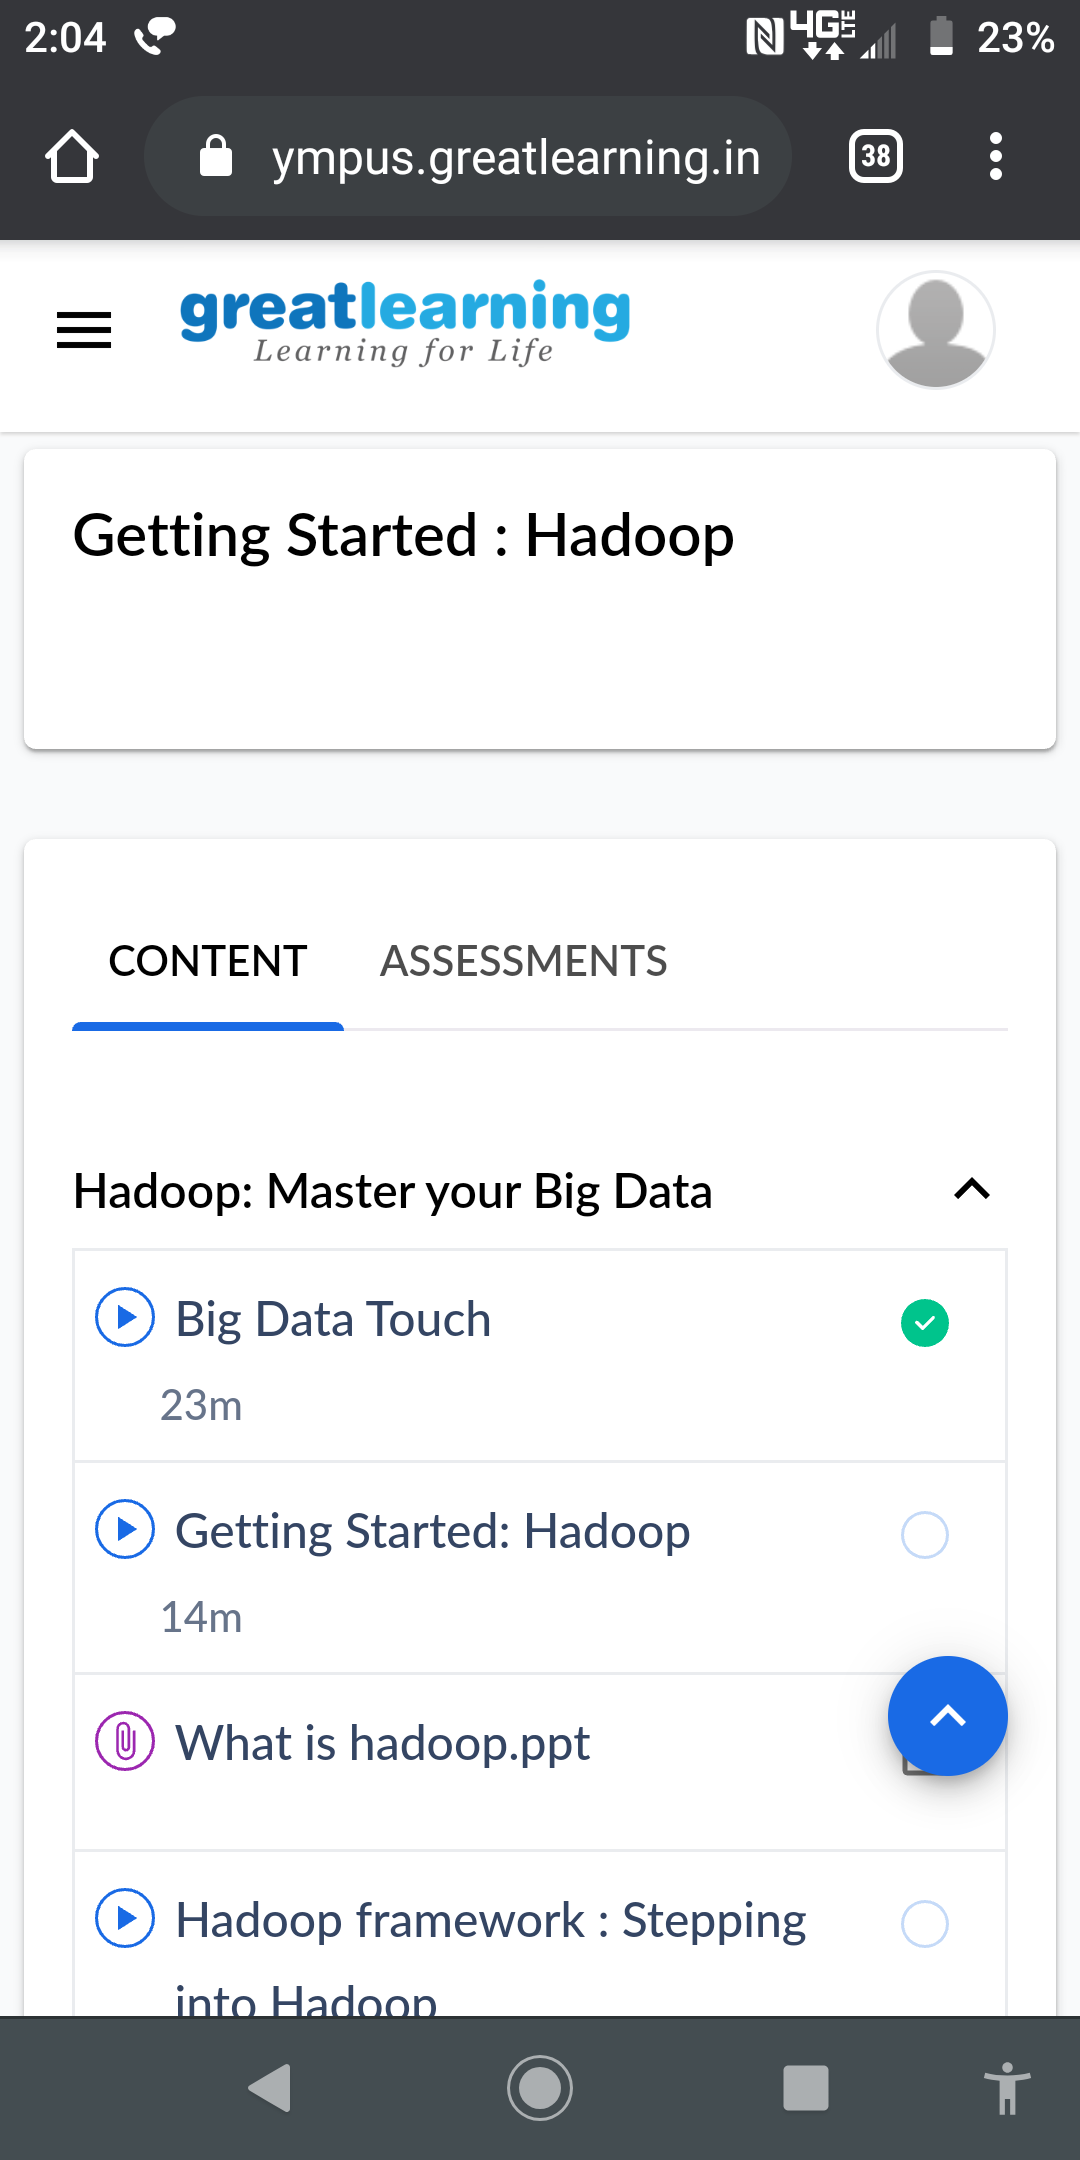 2:04 4G LTE 23%
ympus.greatlearning.in 38
greatlearning
Learning for Life
Getting Started : Hadoop
CONTENT ASSESSMENTS
Hadoop: Master your Big Data
Big Data Touch
23m
Getting Started: Hadoop
14m
What is hadoop.ppt
Hadoop framework : Stepping
into Hadoop